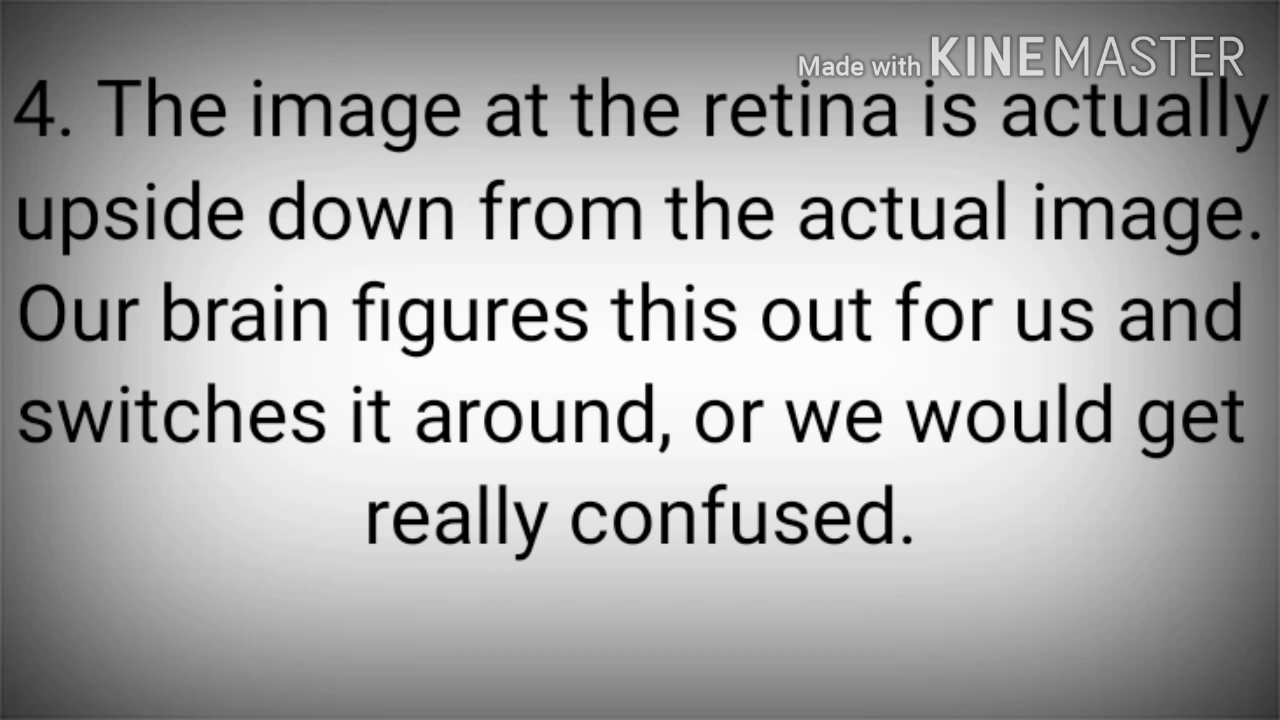 Made with KINEMASTER
4. The image at the retina is actually
upside down from the actual image.
Our brain figures this out for us and
switches it around, or we would get
really confused.